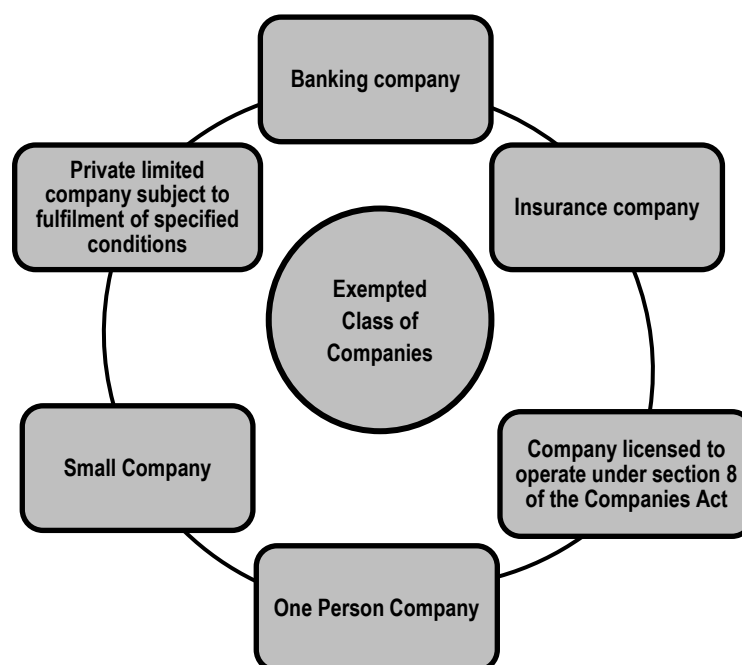 Banking company
Private limited
company subject to
fulfilment of specified
conditions
Insurance company
Exempted
Class of
Companies
Small Company
Company licensed to
operate under section 8
of the Companies Act
One Person Company